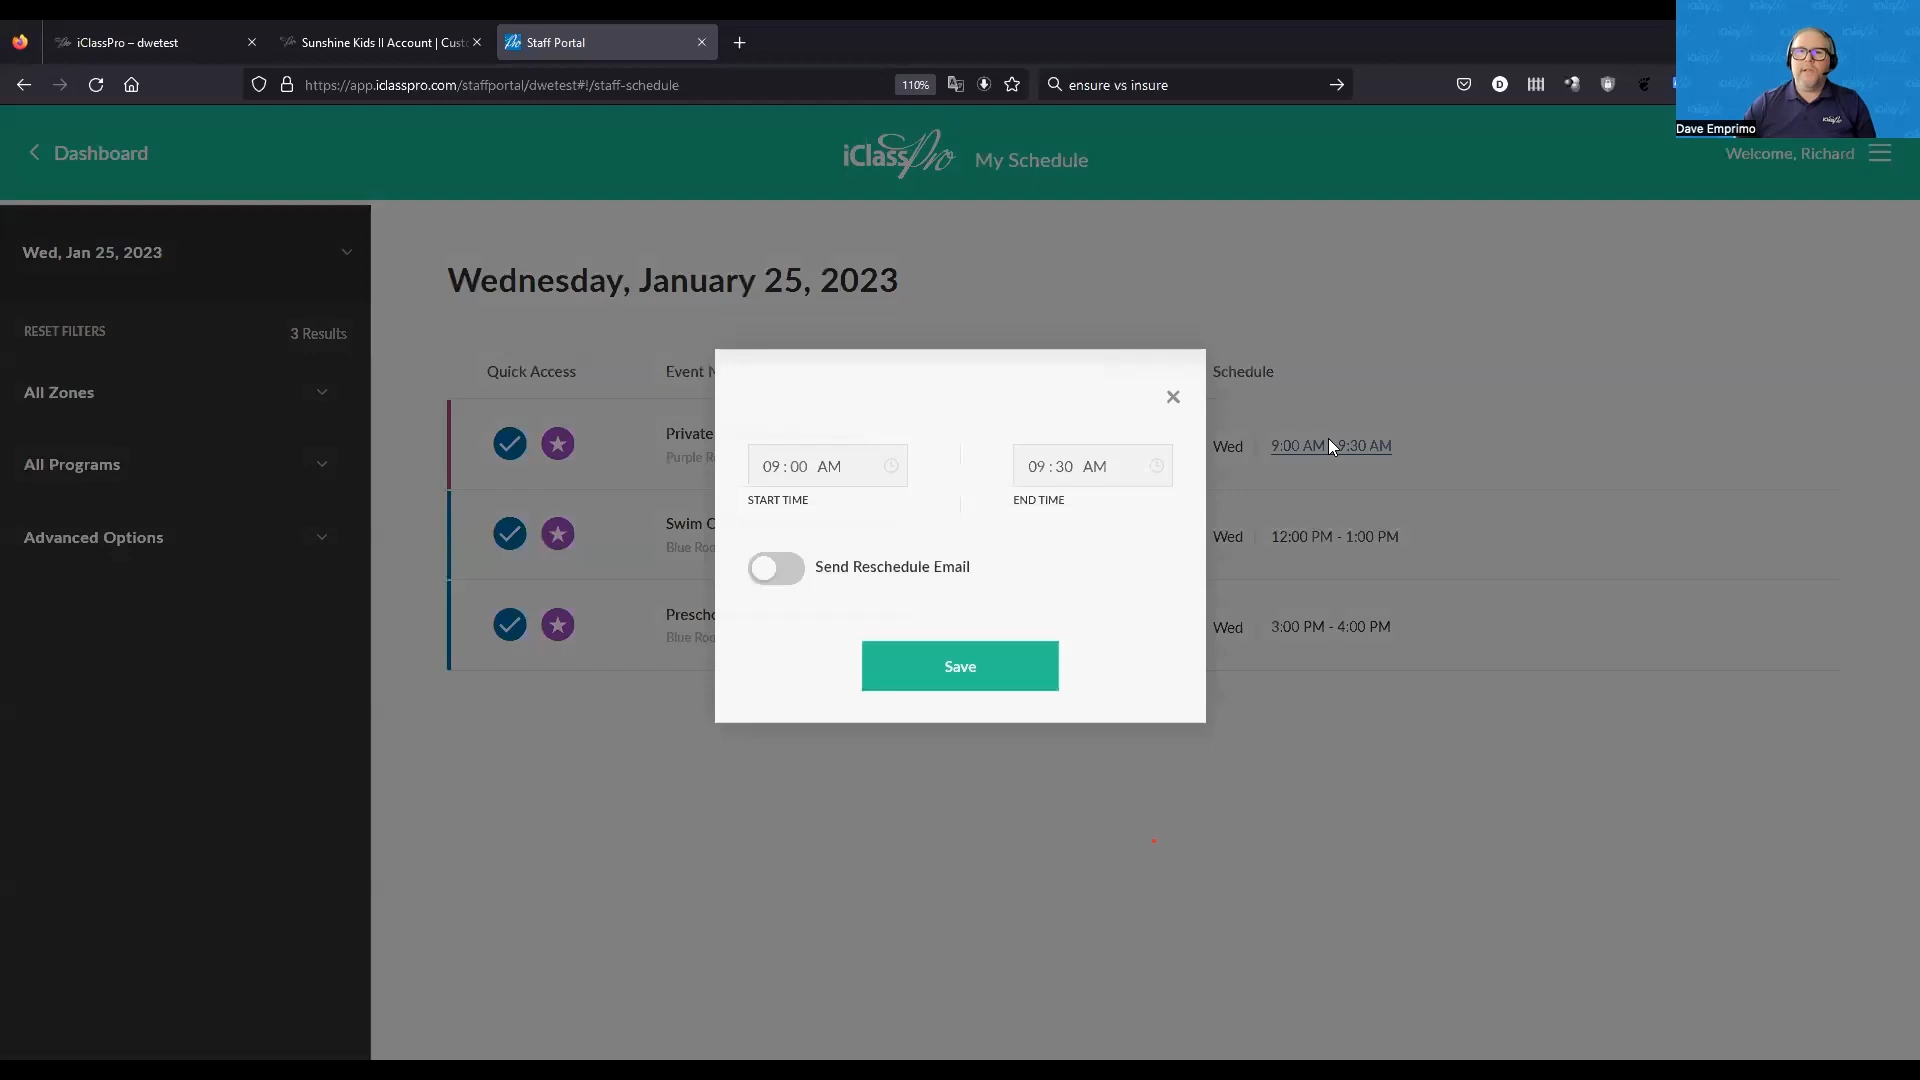 iClassPro – dwetest
Sunshine Kids II Account | Custo
Staff Portal
https://app.iclasspro.com/staffportal/dwetest#!/staff-schedule
110%
ensure vs insure
Dave Emprimo
Dashboard
iClassPro
My Schedule
Welcome, Richard
Wed, Jan 25, 2023
RESET FILTERS
3 Results
All Zones
All Programs
Advanced Options
Wednesday, January 25, 2023
Quick Access
Event N
Schedule
Private
Purple R
Wed
9:00 AM - 9:30 AM
Swim C
Blue Roo
Wed
12:00 PM - 1:00 PM
Prescho
Blue Roo
Wed
3:00 PM - 4:00 PM
09 : 00 AM
START TIME
09 : 30 AM
END TIME
Send Reschedule Email
Save